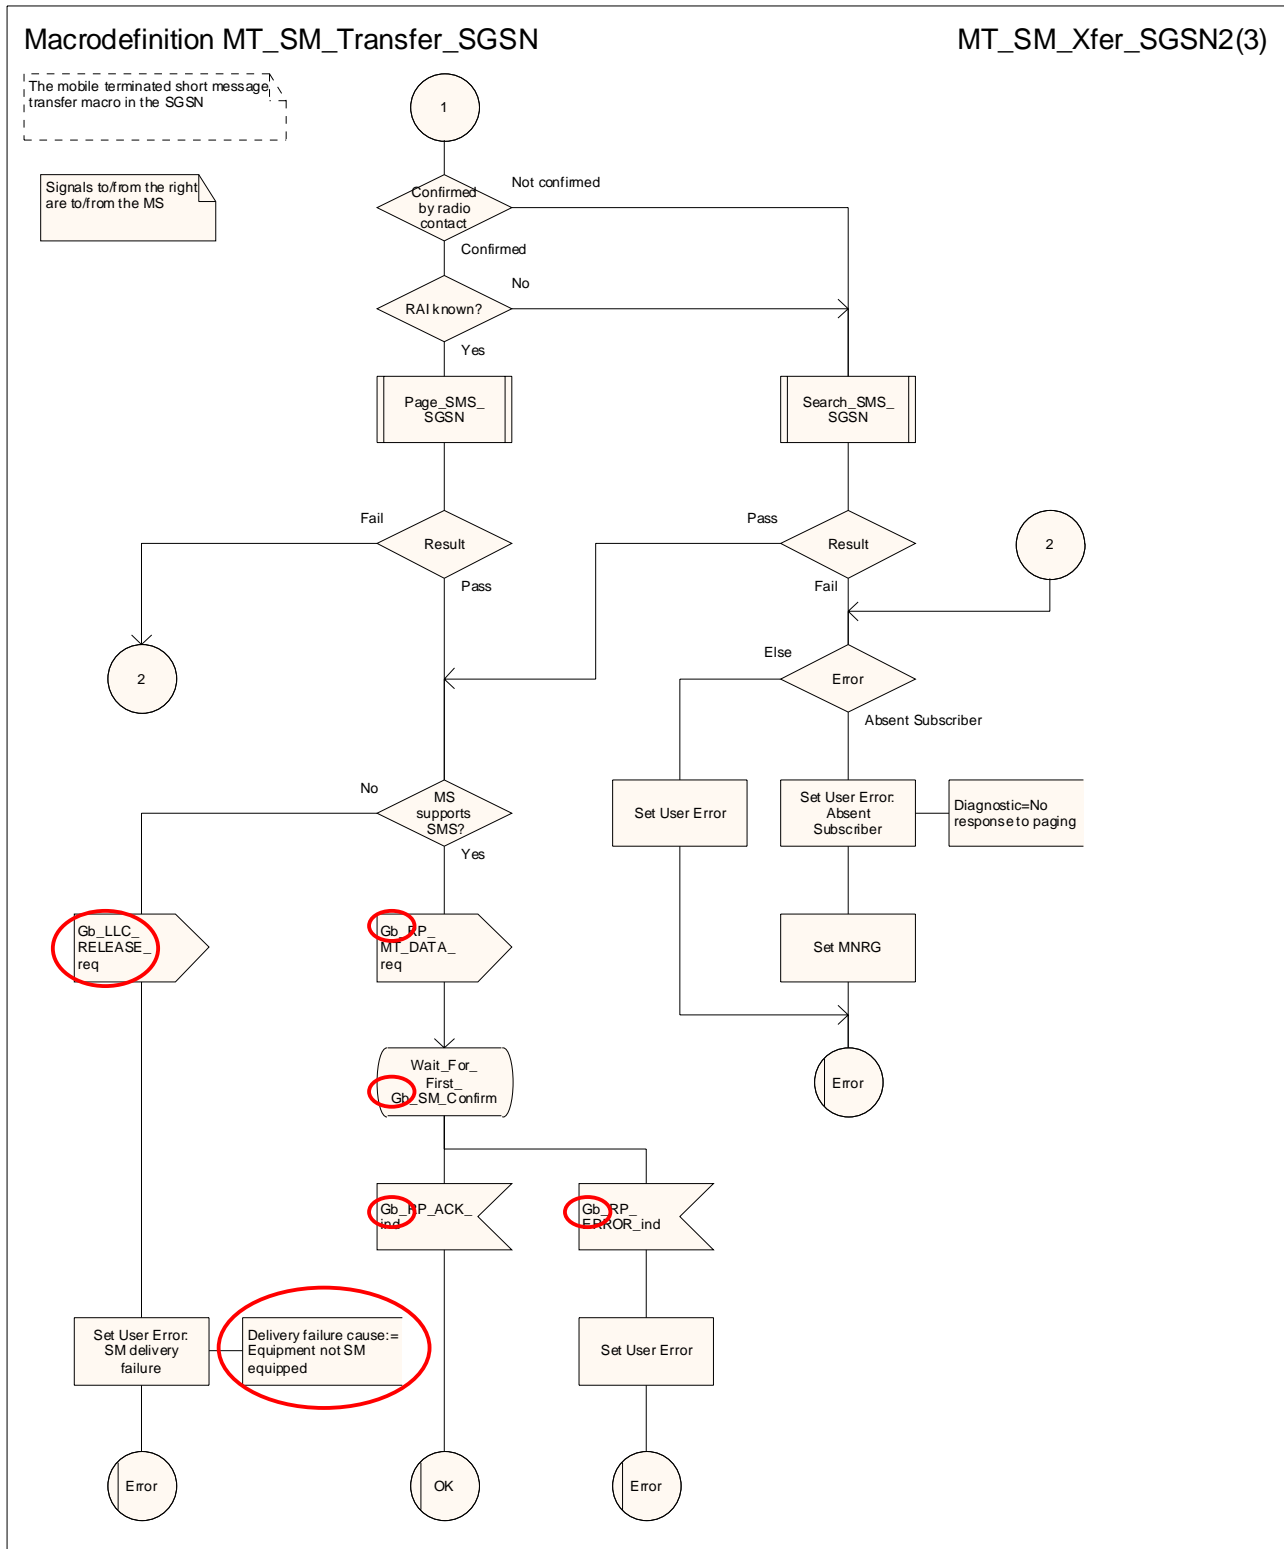 Macrodefinition MT_SM_Transfer_SGSN
MT_SM_Xfer_SGSN2(3)
The mobile terminated short message
transfer macro in the SGSN
1
Signals to/from the right
are to/from the MS
Not confirmed
Confirmed
by radio
contact
Confirmed
No
RAI known?
Yes
Page_SMS_
SGSN
Search_SMS_
SGSN
Fail
Result
Pass
Pass
Result
Fail
2
2
Else
Error
Absent Subscriber
No
MS
supports
SMS?
Yes
Set User Error
Set User Error:
Absent
Subscriber
Diagnostic=No
response to paging
Gb_LLC_
RELEASE_
req
Gb_RP_
MT_DATA_
req
Set MNRG
Wait_For_
First_
Gb_SM_Confirm
Error
Gb_RP_ACK_
ind
Gb_RP_
ERROR_ind
Set User Error:
SM delivery
failure
Delivery failure cause:=
Equipment not SM
equipped
Set User Error
Error
OK
Error